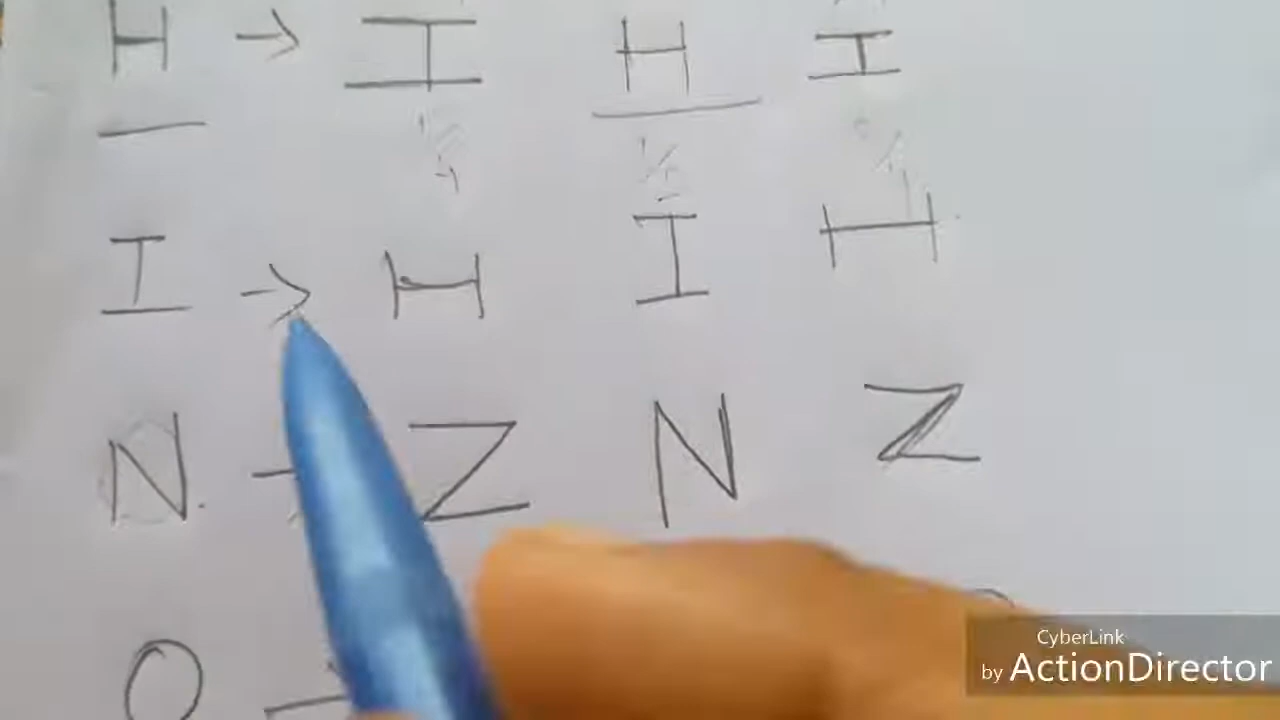 H → I H I
I → H I H
N Z N Z
O
CyberLink
by ActionDirector